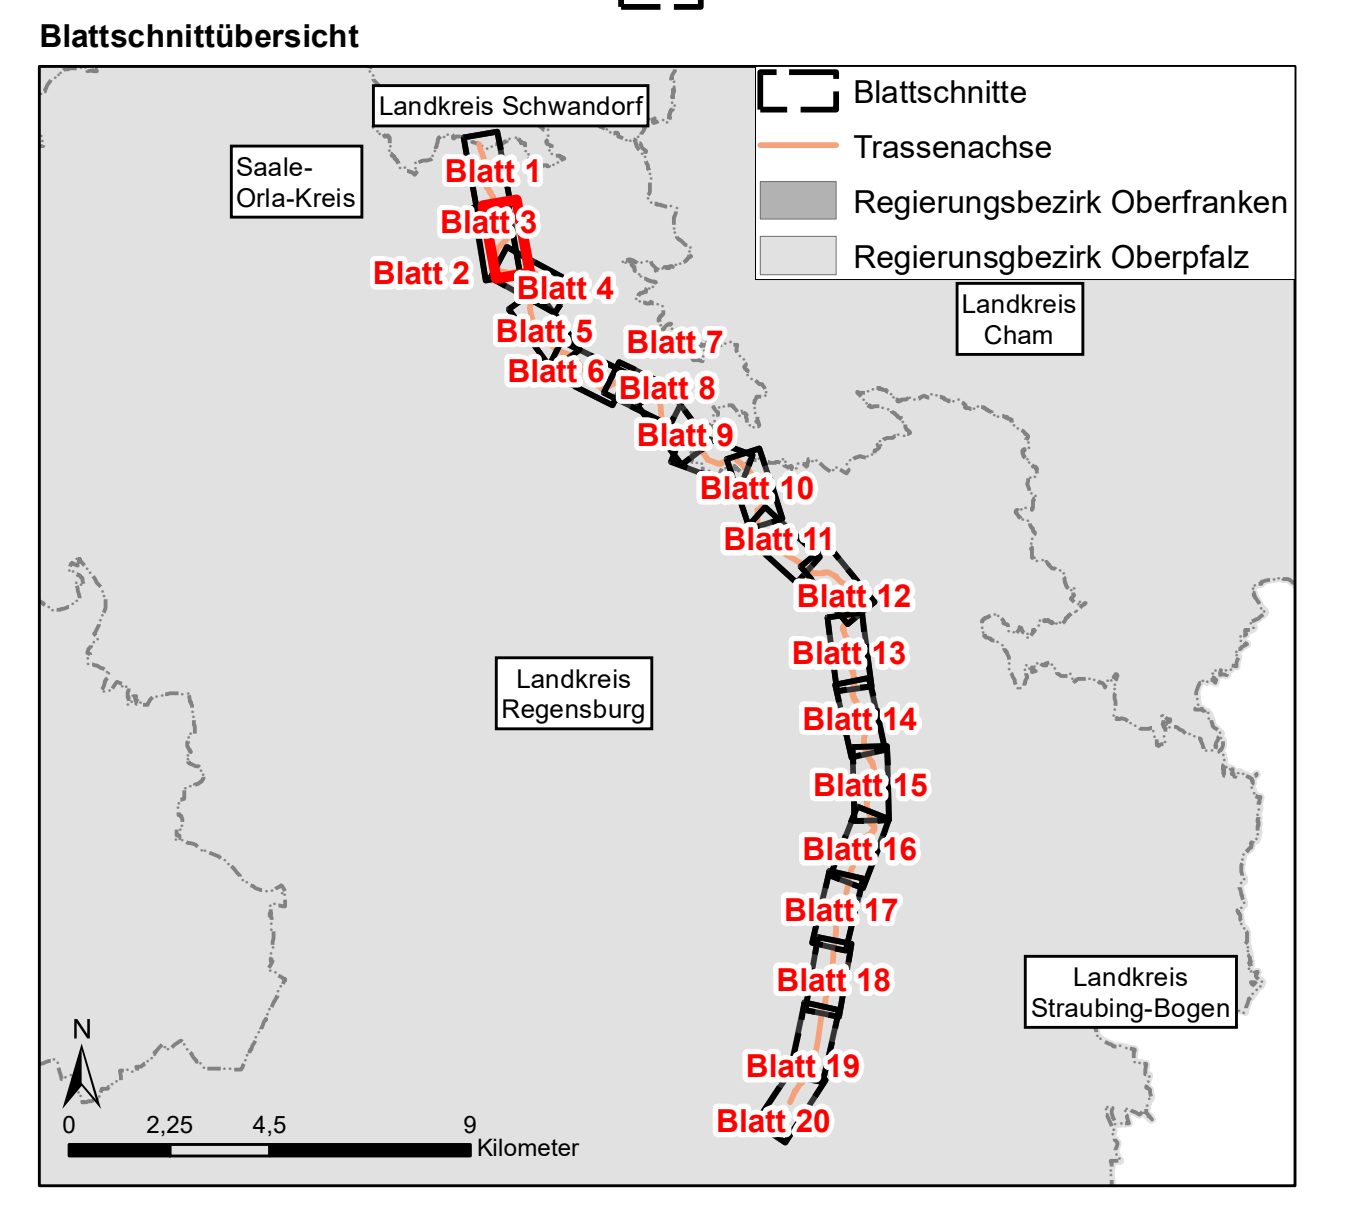 Blattschnittübersicht
Blattschnitte
Trassenachse
Regierungsbezirk Oberfranken
Regierunsgbezirk Oberpfalz
Landkreis Schwandorf
Saale-
Orla-Kreis
Landkreis
Cham
Blatt 1
Blatt 3
Blatt 2
Blatt 4
Blatt 5
Blatt 7
Blatt 6
Blatt 8
Blatt 9
Blatt 10
Blatt 11
Blatt 12
Blatt 13
Landkreis
Regensburg
Blatt 14
Blatt 15
Blatt 16
Blatt 17
Blatt 18
Landkreis
Straubing-Bogen
Blatt 19
Blatt 20
N
0 2,25 4,5 9
Kilometer